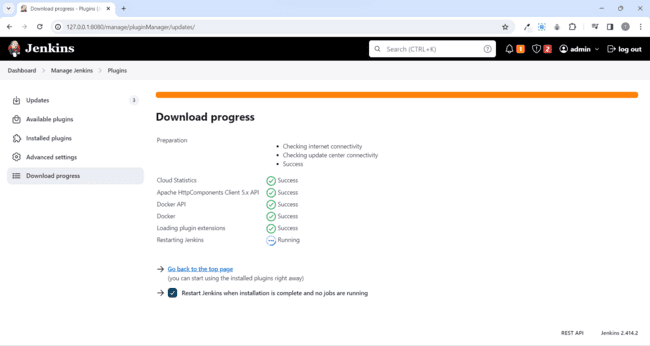 Download progress - Plugins [
127.0.0.1:8080/manage/pluginManager/updates/
Jenkins
Search (CTRL+K)
1
2
admin
log out
Dashboard > Manage Jenkins > Plugins
Updates 3
Available plugins
Installed plugins
Advanced settings
Download progress
Download progress
Preparation
• Checking internet connectivity
• Checking update center connectivity
• Success
Cloud Statistics Success
Apache HttpComponents Client 5.x API Success
Docker API Success
Docker Success
Loading plugin extensions Success
Restarting Jenkins Running
→ Go back to the top page
(you can start using the installed plugins right away)
→ Restart Jenkins when installation is complete and no jobs are running
REST API Jenkins 2.414.2